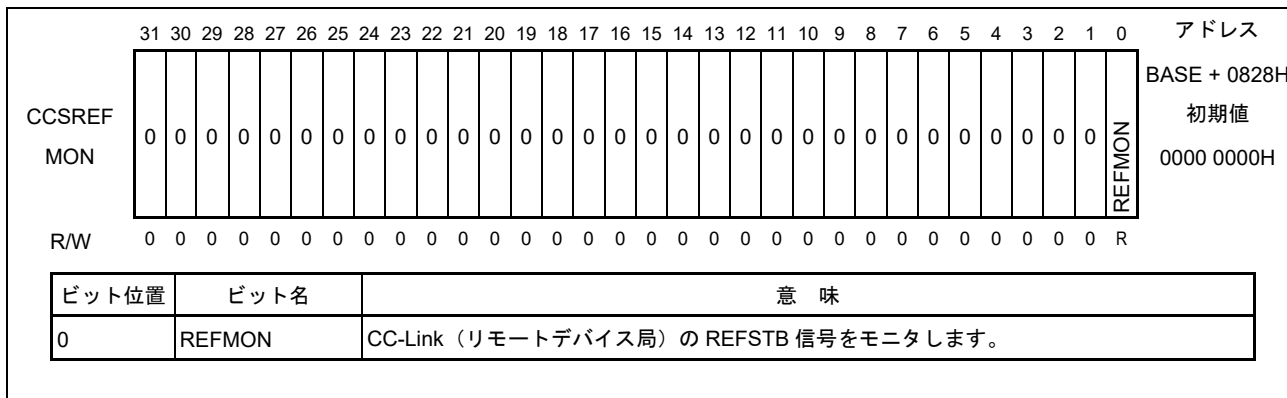 31 30 29 28 27 26 25 24 23 22 21 20 19 18 17 16 15 14 13 12 11 10 9 8 7 6 5 4 3 2 1 0 アドレス
CCSREF MON 0 0 0 0 0 0 0 0 0 0 0 0 0 0 0 0 0 0 0 0 0 0 0 0 0 0 0 0 0 0 0 REFMON BASE + 0828H
初期値
0000 0000H
R/W 0 0 0 0 0 0 0 0 0 0 0 0 0 0 0 0 0 0 0 0 0 0 0 0 0 0 0 0 0 0 0 R
ビット位置 ビット名 意 味
0 REFMON CC-Link（リモートデバイス局）の REFSTB 信号をモニタします。